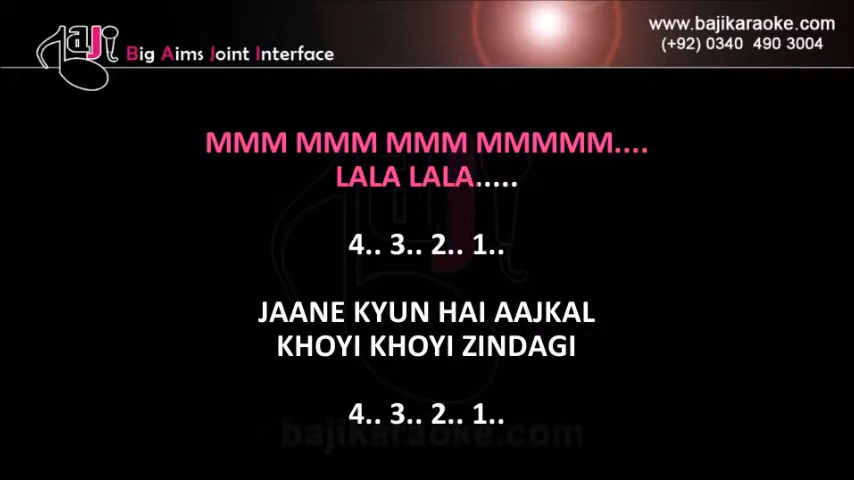 www.bajikaraoke.com
(+92) 0340 490 3004
Baji
Big Aims Joint Interface
MMM MMM MMM MMMMM....
LALA LALA.....
4.. 3.. 2.. 1..
JAANE KYUN HAI AAJKAL
KHOYI KHOYI ZINDAGI
4.. 3.. 2.. 1..
bajikaraoke.com